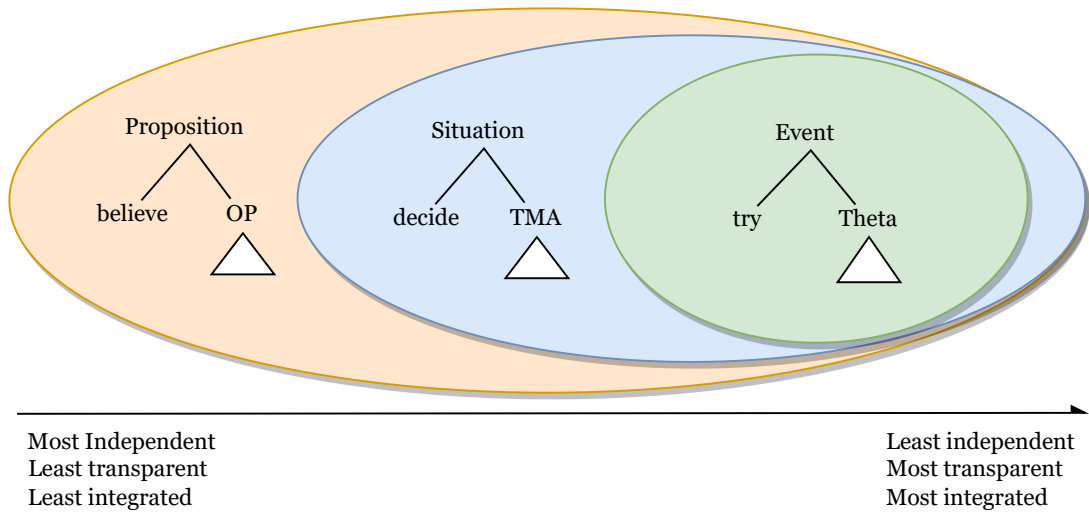 Proposition
believe OP
Situation
decide TMA
Event
try Theta
Most Independent
Least transparent
Least integrated
Least independent
Most transparent
Most integrated